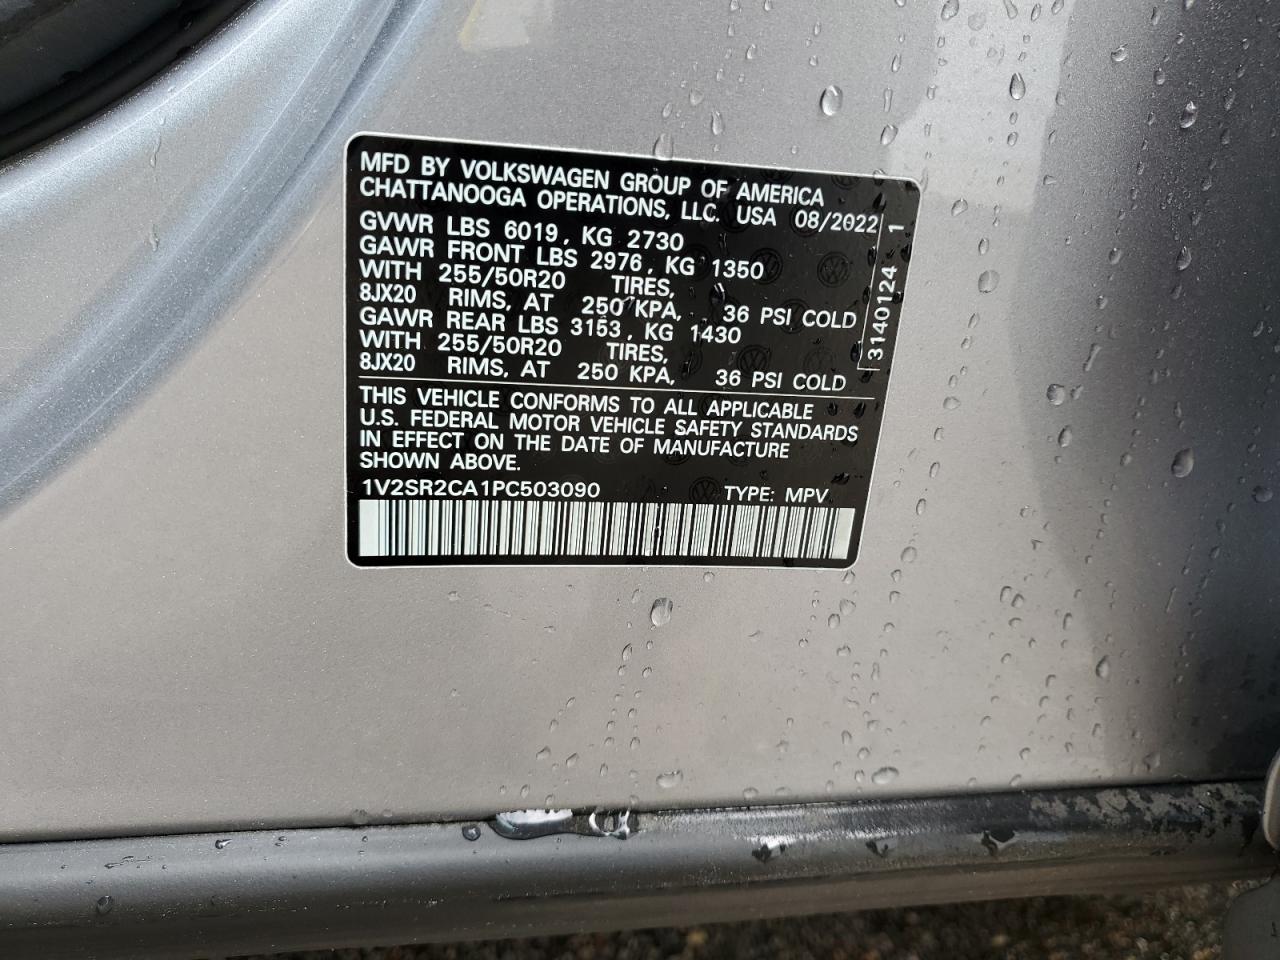 MFD BY VOLKSWAGEN GROUP OF AMERICA
CHATTANOOGA OPERATIONS, LLC. USA 08/2022
GVWR LBS 6019, KG 2730
GAWR FRONT LBS 2976, KG 1350
WITH 255/50R20 TIRES,
8JX20 RIMS, AT 250 KPA, 36 PSI COLD
GAWR REAR LBS 3153, KG 1430
WITH 255/50R20 TIRES,
8JX20 RIMS, AT 250 KPA, 36 PSI COLD
3140124 1
THIS VEHICLE CONFORMS TO ALL APPLICABLE
U.S. FEDERAL MOTOR VEHICLE SAFETY STANDARDS
IN EFFECT ON THE DATE OF MANUFACTURE
SHOWN ABOVE.
1V2SR2CA1PC503090 TYPE: MPV